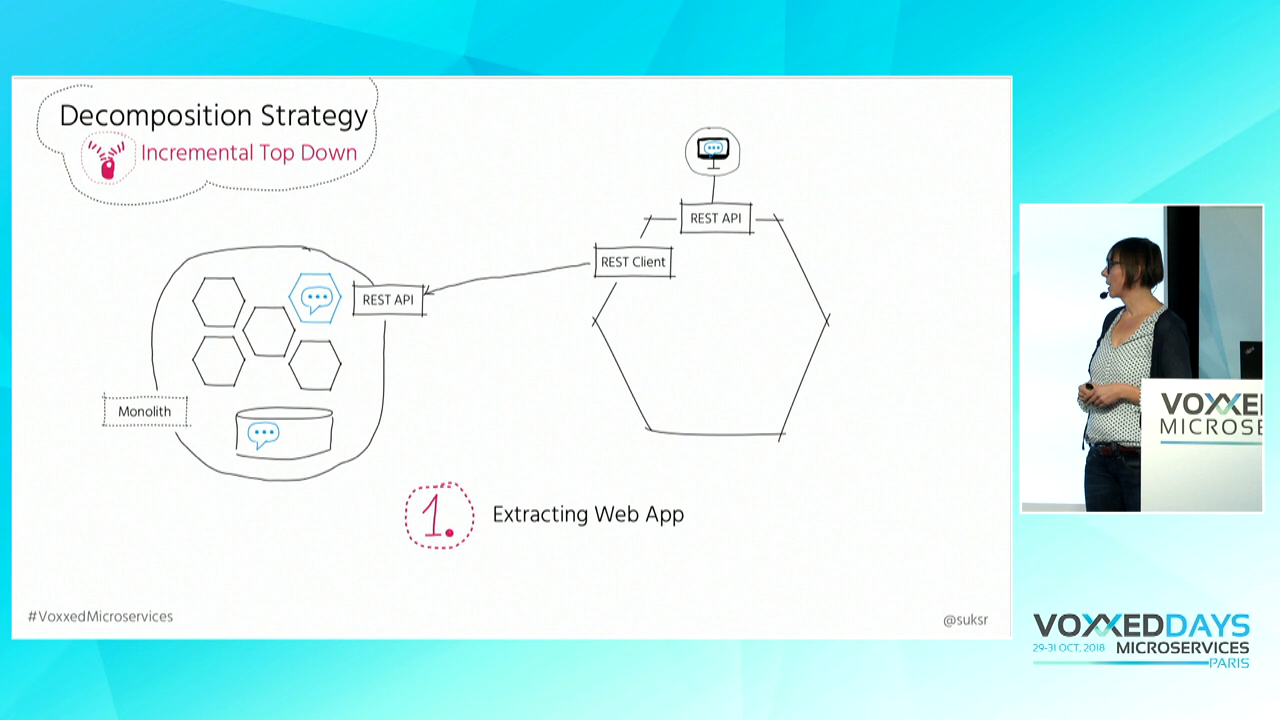 Decomposition Strategy
Incremental Top Down
REST API
REST Client
REST API
Monolith
1.
Extracting Web App
#VoxxedMicroservices
@suksr
VOXXED
MICROSE
VOXXEDDAYS
29-31 OCT, 2018 MICROSERVICES
PARIS